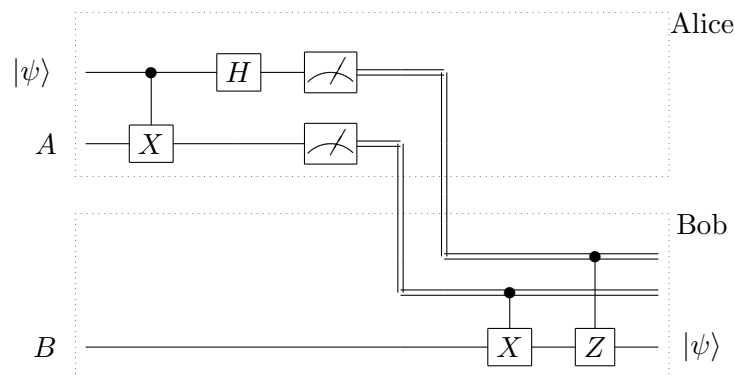 Alice
|ψ⟩ H
A X
Bob
B X Z |ψ⟩